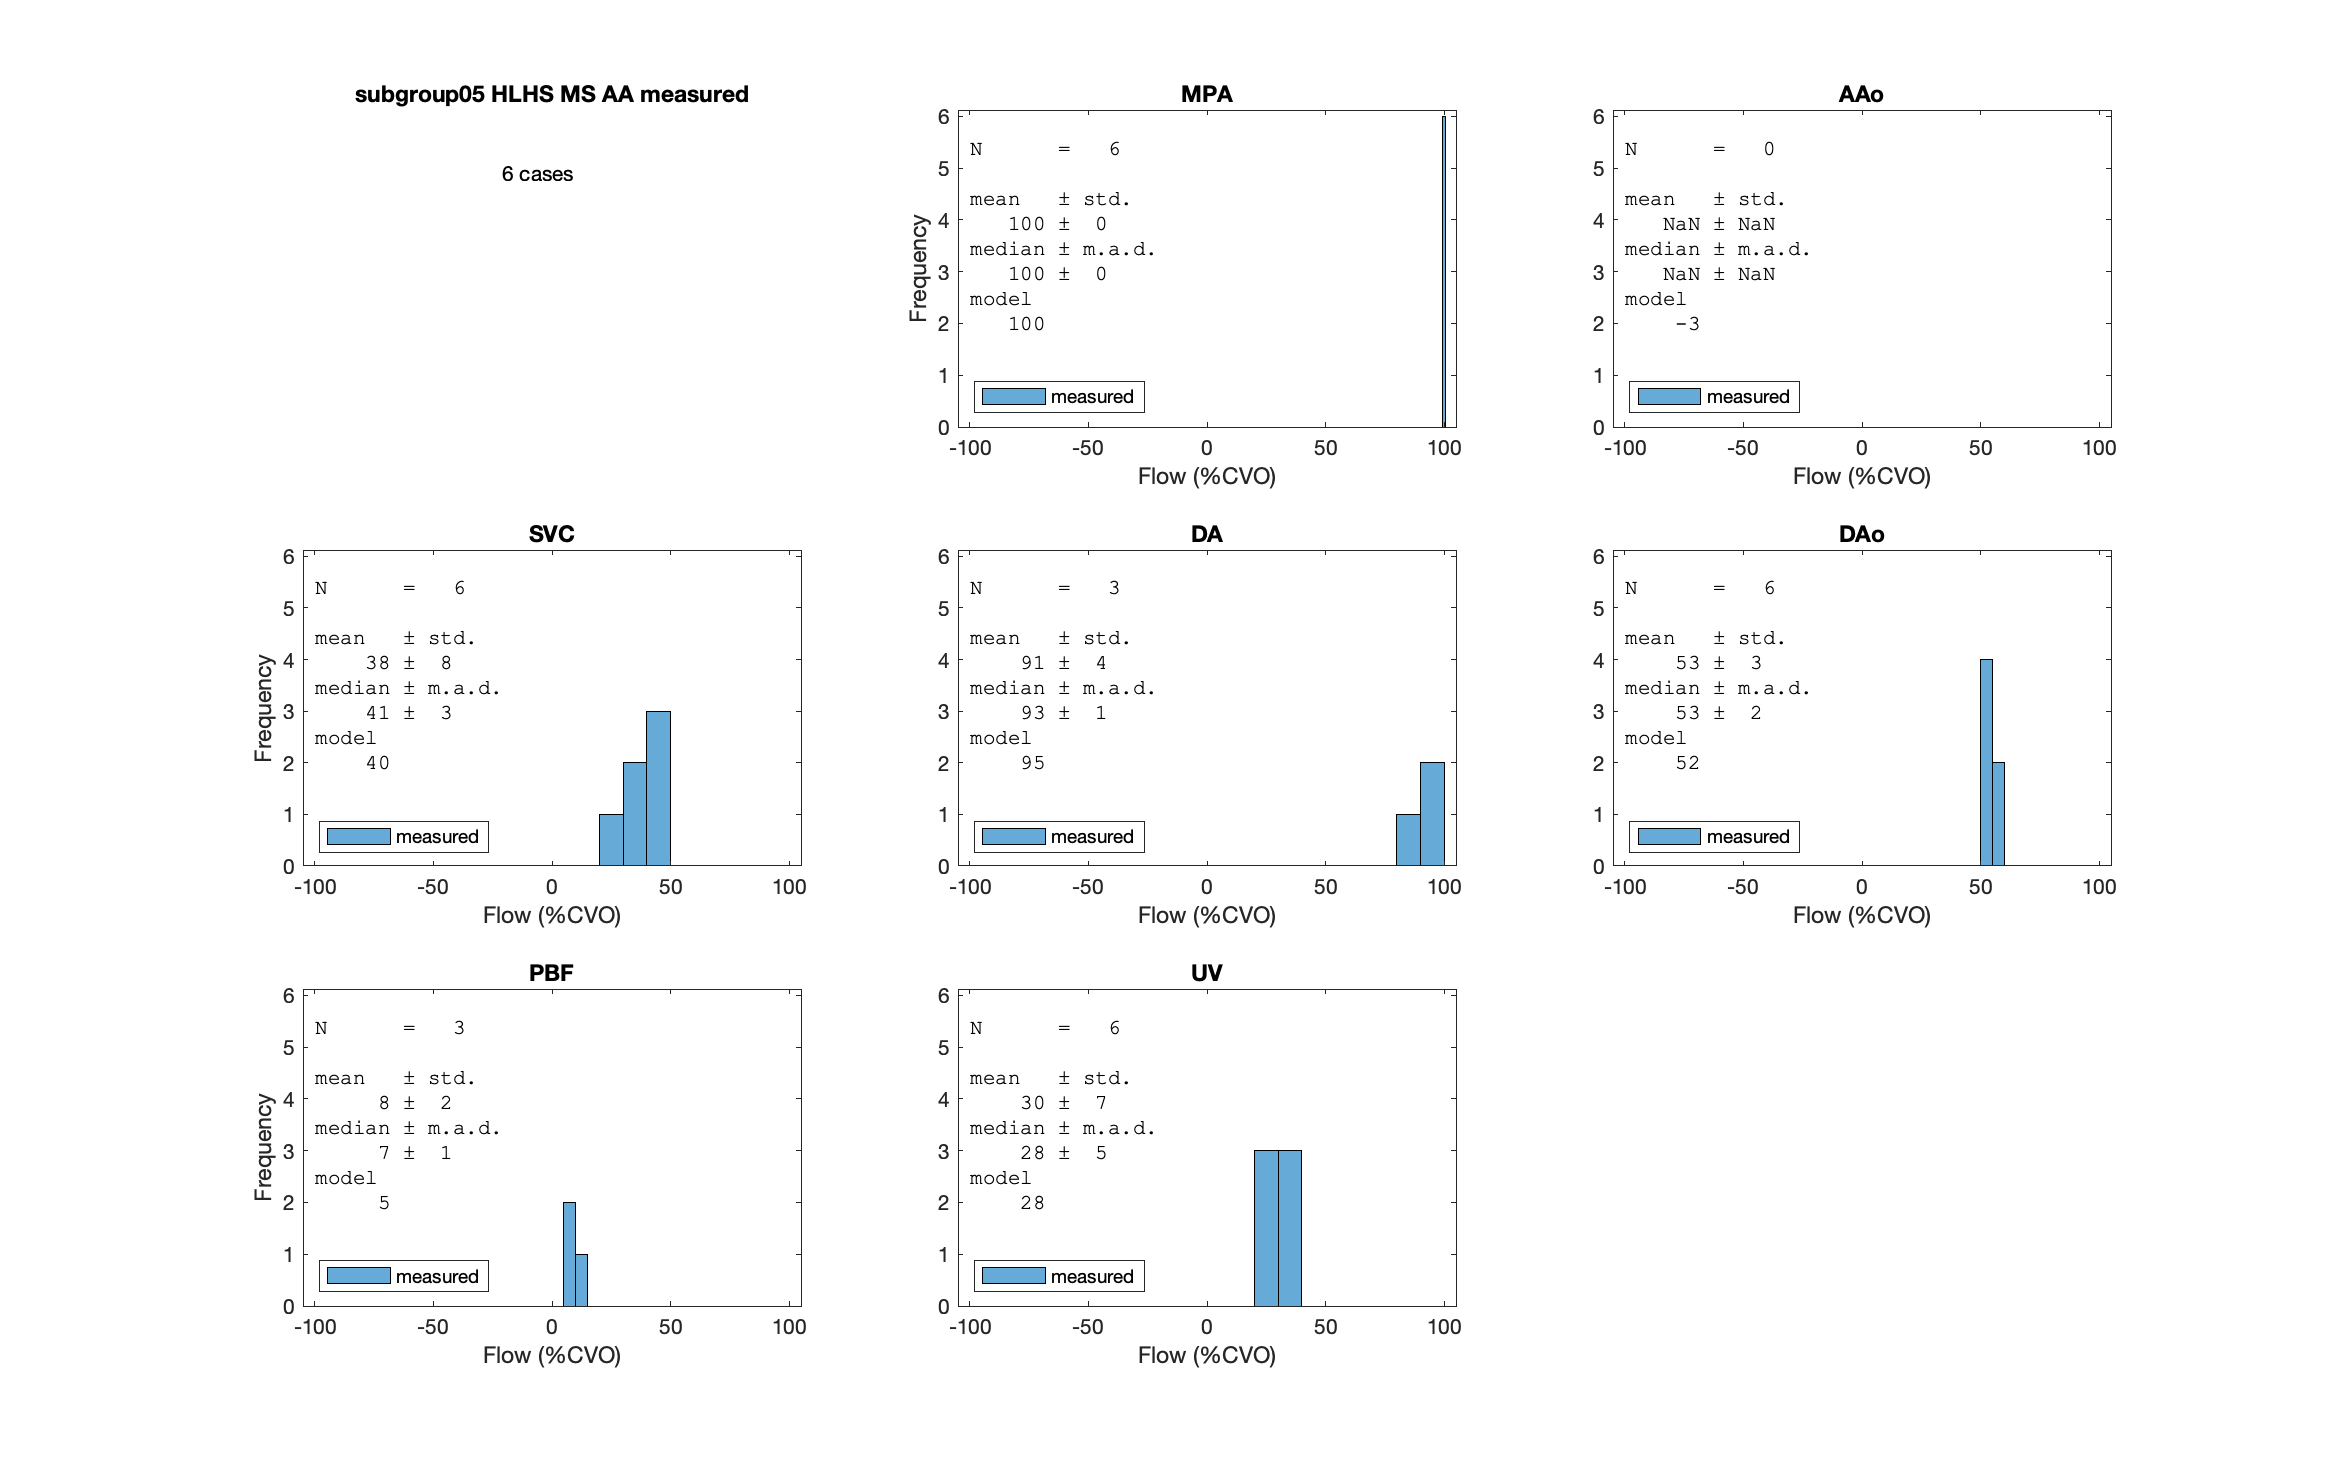 subgroup05 HLHS MS AA measured
6 cases
MPA
Frequency
6
5
4
3
2
1
0
N = 6
mean ± std.
100 ± 0
median ± m.a.d.
100 ± 0
model
100
measured
-100 -50 0 50 100
Flow (%CVO)
AAo
6
5
4
3
2
1
0
N = 0
mean ± std.
NaN ± NaN
median ± m.a.d.
NaN ± NaN
model
-3
measured
-100 -50 0 50 100
Flow (%CVO)
SVC
Frequency
6
5
4
3
2
1
0
N = 6
mean ± std.
38 ± 8
median ± m.a.d.
41 ± 3
model
40
measured
-100 -50 0 50 100
Flow (%CVO)
DA
6
5
4
3
2
1
0
N = 3
mean ± std.
91 ± 4
median ± m.a.d.
93 ± 1
model
95
measured
-100 -50 0 50 100
Flow (%CVO)
DAo
6
5
4
3
2
1
0
N = 6
mean ± std.
53 ± 3
median ± m.a.d.
53 ± 2
model
52
measured
-100 -50 0 50 100
Flow (%CVO)
PBF
Frequency
6
5
4
3
2
1
0
N = 3
mean ± std.
8 ± 2
median ± m.a.d.
7 ± 1
model
5
measured
-100 -50 0 50 100
Flow (%CVO)
UV
6
5
4
3
2
1
0
N = 6
mean ± std.
30 ± 7
median ± m.a.d.
28 ± 5
model
28
measured
-100 -50 0 50 100
Flow (%CVO)